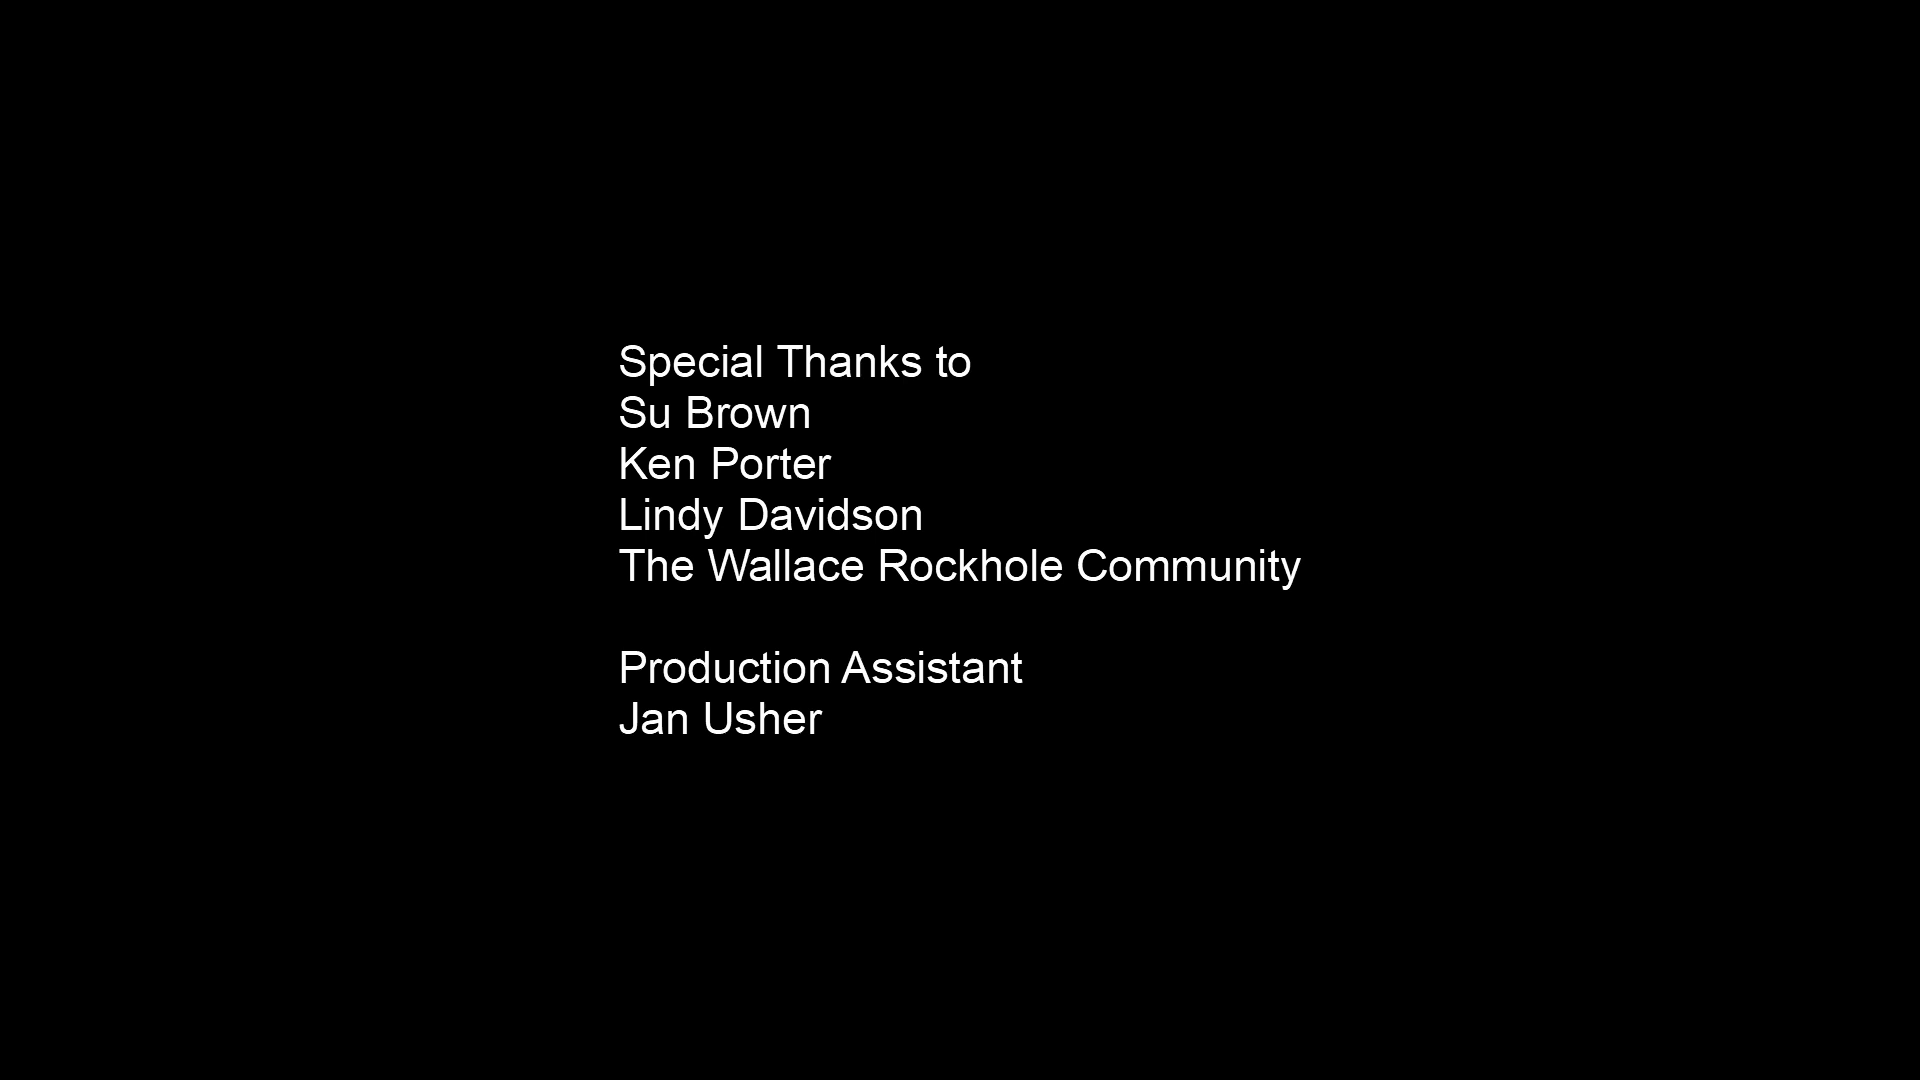 Special Thanks to
Su Brown
Ken Porter
Lindy Davidson
The Wallace Rockhole Community
Production Assistant
Jan Usher